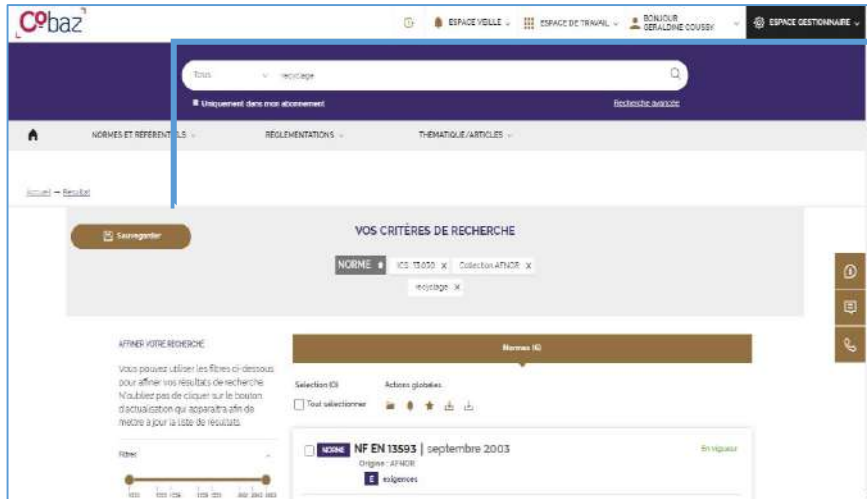 Cobaz
ESPACE VEILLE
ESPACE DE TRAVAIL
BONJOUR
GERALDINE COUSSY
ESPACE GESTIONNAIRE
Tous
recyclage
Uniquement dans mon abonnement
Recherche avancée
NORMES ET RÉFÉRENTIELS
RÉGLEMENTATIONS
THÉMATIQUE/ARTICLES
Accueil → Résultat
Sauvegarder
VOS CRITÈRES DE RECHERCHE
NORME
ICS: 13.030 x
Collection AFNOR x
recyclage x
AFFINER VOTRE RECHERCHE
Vous pouvez utiliser les filtres ci-dessous
pour affiner vos résultats de recherche.
N'oubliez pas de cliquer sur le bouton
d'actualisation qui apparaitra afin de
mettre à jour la liste de résultats.
Filtres
Normes (6)
Sélection (0)
Actions globales
Tout sélectionner
NORME NF EN 13593 | septembre 2003
En vigueur
Origine : AFNOR
E exigences